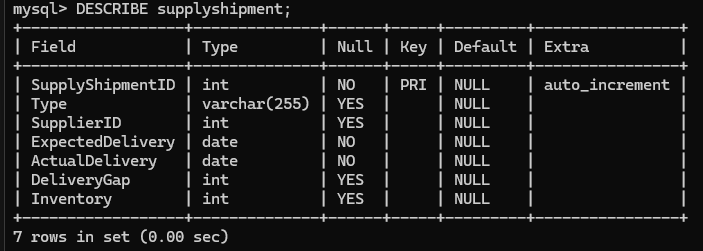 mysql> DESCRIBE supplyshipment;
+------------------+--------------+------+-----+---------+----------------+
| Field            | Type         | Null | Key | Default | Extra          |
+------------------+--------------+------+-----+---------+----------------+
| SupplyShipmentID | int          | NO   | PRI | NULL    | auto_increment |
| Type             | varchar(255) | YES  |     | NULL    |                |
| SupplierID       | int          | YES  |     | NULL    |                |
| ExpectedDelivery | date         | NO   |     | NULL    |                |
| ActualDelivery   | date         | NO   |     | NULL    |                |
| DeliveryGap      | int          | YES  |     | NULL    |                |
| Inventory        | int          | YES  |     | NULL    |                |
+------------------+--------------+------+-----+---------+----------------+
7 rows in set (0.00 sec)